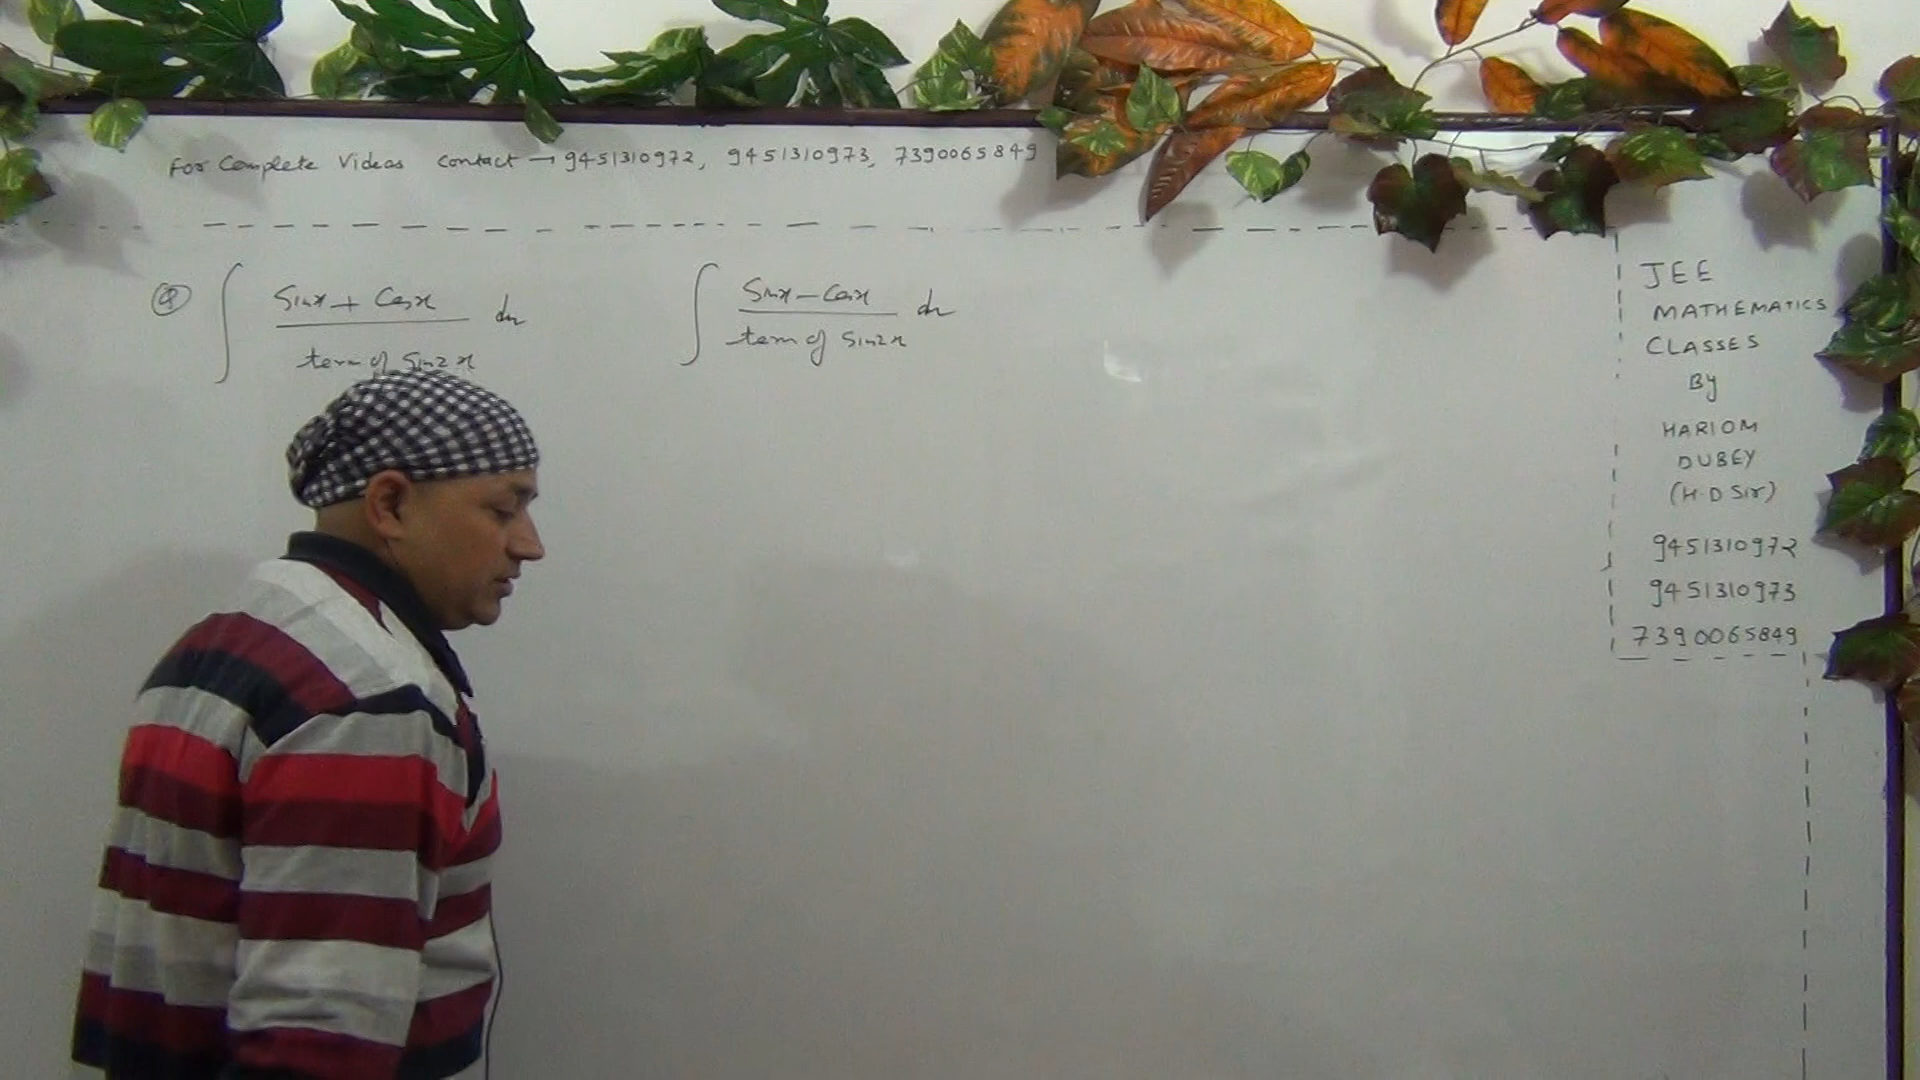 For Complete Videos Contact → 9451310972, 9451310973, 7390065849
Q ∫ (Sinx + Cosx) / (term of Sin2x) dx ∫ (Sinx - Cosx) / (term of Sin2x) dx
JEE
MATHEMATICS
CLASSES
By
HARIOM
DUBEY
(H.D Sir)
9451310972
9451310973
7390065849